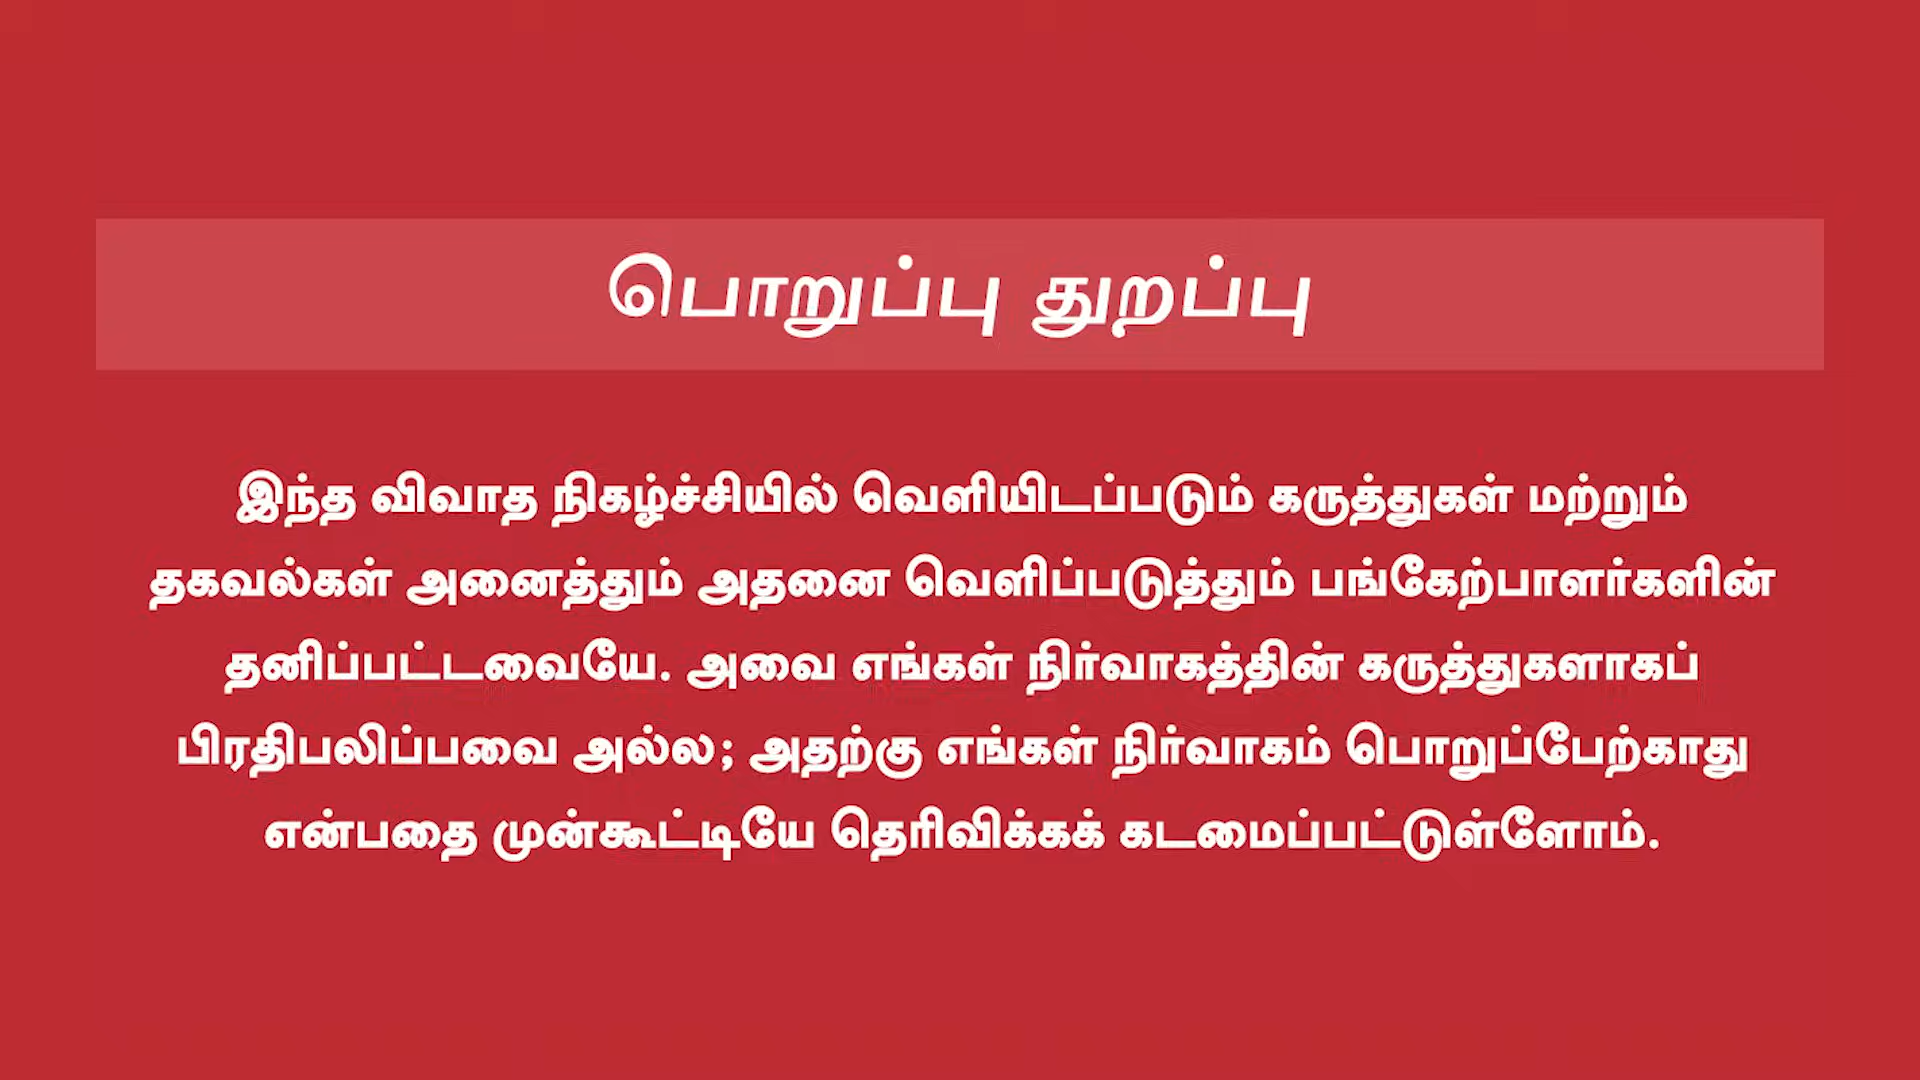 பொறுப்பு துறப்பு
இந்த விவாத நிகழ்ச்சியில் வெளியிடப்படும் கருத்துகள் மற்றும்
தகவல்கள் அனைத்தும் அதனை வெளிப்படுத்தும் பங்கேற்பாளர்களின்
தனிப்பட்டவையே. அவை எங்கள் நிர்வாகத்தின் கருத்துகளாகப்
பிரதிபலிப்பவை அல்ல; அதற்கு எங்கள் நிர்வாகம் பொறுப்பேற்காது
என்பதை முன்கூட்டியே தெரிவிக்கக் கடமைப்பட்டுள்ளோம்.